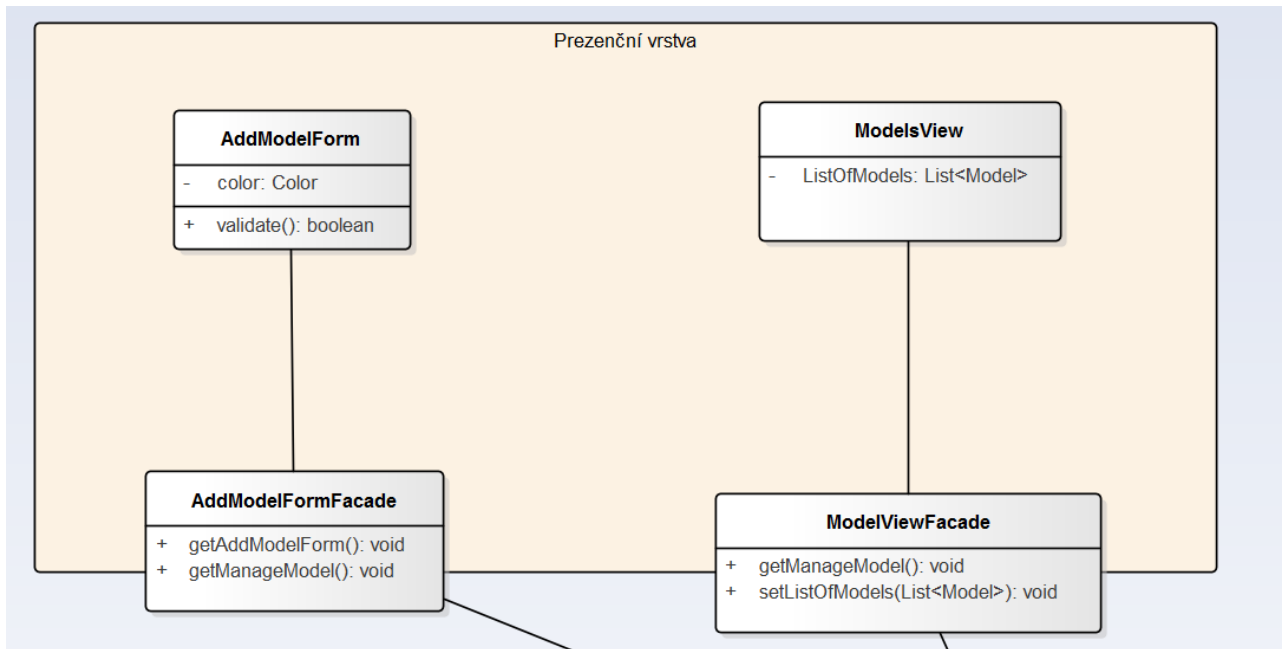 Prezenční vrstva
AddModelForm
- color: Color
+ validate(): boolean
ModelsView
- ListOfModels: List<Model>
AddModelFormFacade
+ getAddModelForm(): void
+ getManageModel(): void
ModelViewFacade
+ getManageModel(): void
+ setListOfModels(List<Model>): void